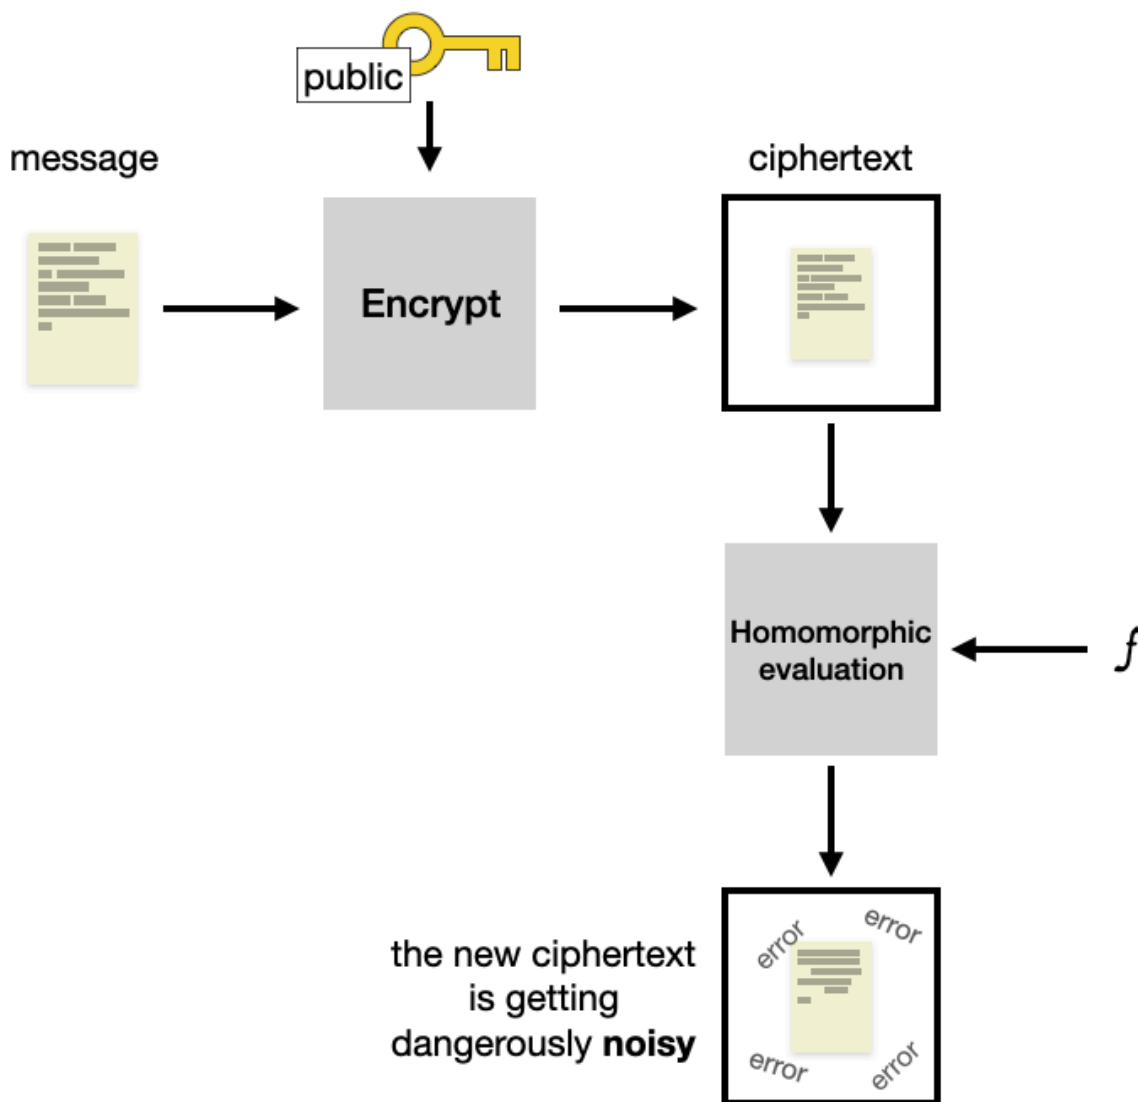 public
message
ciphertext
Encrypt
Homomorphic
evaluation
f
the new ciphertext
is getting
dangerously noisy
error
error
error
error